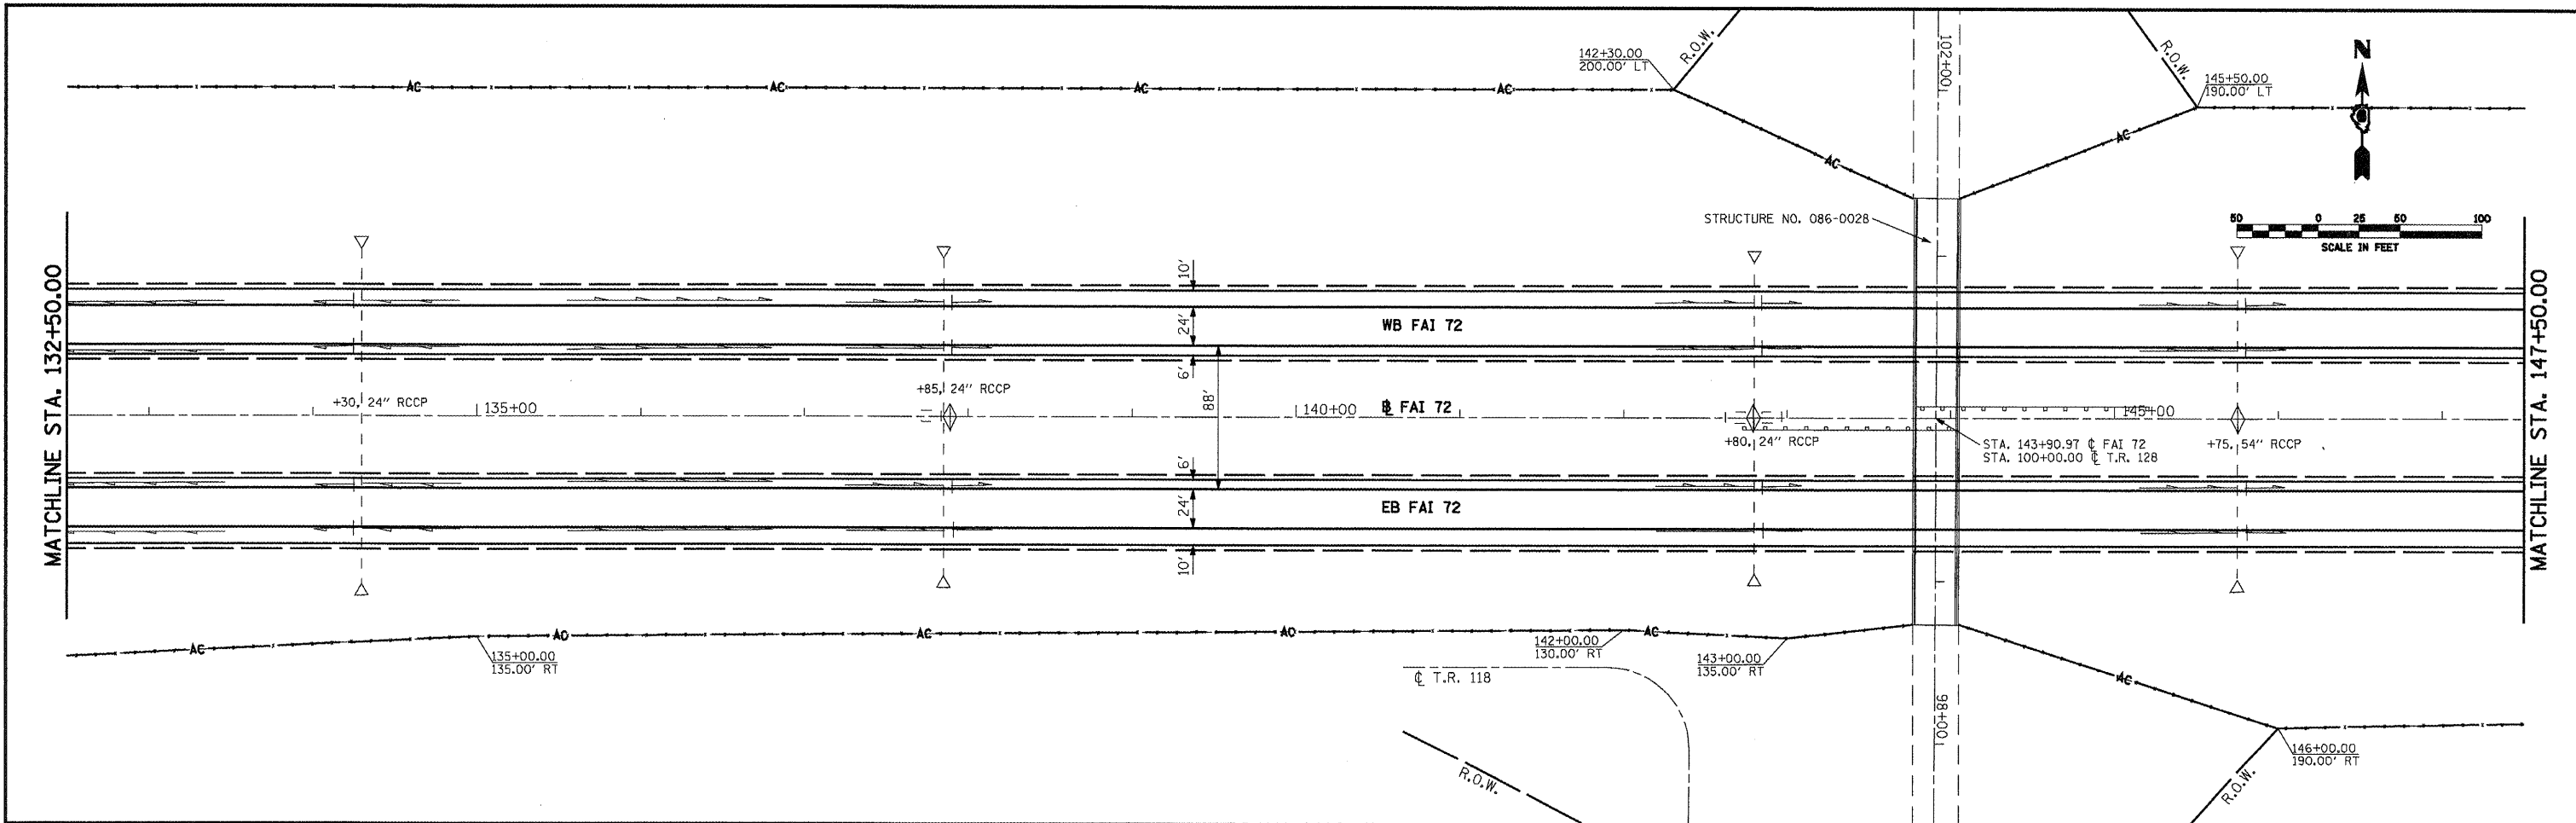 142+30.00
200.00' LT
R.O.W.
102+00
R.O.W.
145+50.00
190.00' LT
N
AC
AC
AC
AC
AC
AC
STRUCTURE NO. 086-0028
50 0 25 50 100
SCALE IN FEET
MATCHLINE STA. 132+50.00
10'
24'
6'
88'
WB FAI 72
+30, 24" RCCP
135+00
+85, 24" RCCP
140+00
B FAI 72
+80, 24" RCCP
145+00
STA. 143+90.97 ℄ FAI 72
STA. 100+00.00 ℄ T.R. 128
+75, 54" RCCP
6'
24'
10'
EB FAI 72
MATCHLINE STA. 147+50.00
AC
AC
AC
AC
AC
AC
135+00.00
135.00' RT
142+00.00
130.00' RT
143+00.00
135.00' RT
℄ T.R. 118
98+00
146+00.00
190.00' RT
R.O.W.
R.O.W.